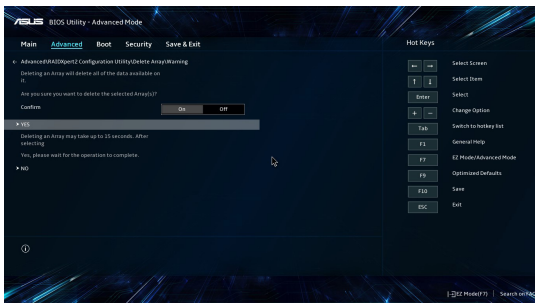 ASUS BIOS Utility - Advanced Mode
Main Advanced Boot Security Save & Exit
Hot Keys
← Advanced\RAIDXpert2 Configuration Utility\Delete Array\Warning
Deleting an Array will delete all of the data available on
it.
Are you sure you want to delete the selected Array(s)?
Confirm On Off
> YES
Deleting an Array may take up to 15 seconds. After
selecting
Yes, please wait for the operation to complete.
> NO
← → Select Screen
↑ ↓ Select Item
Enter Select
+ − Change Option
Tab Switch to hotkey list
F1 General Help
F7 EZ Mode/Advanced Mode
F9 Optimized Defaults
F10 Save
ESC Exit
EZ Mode(F7) | Search on FAQ